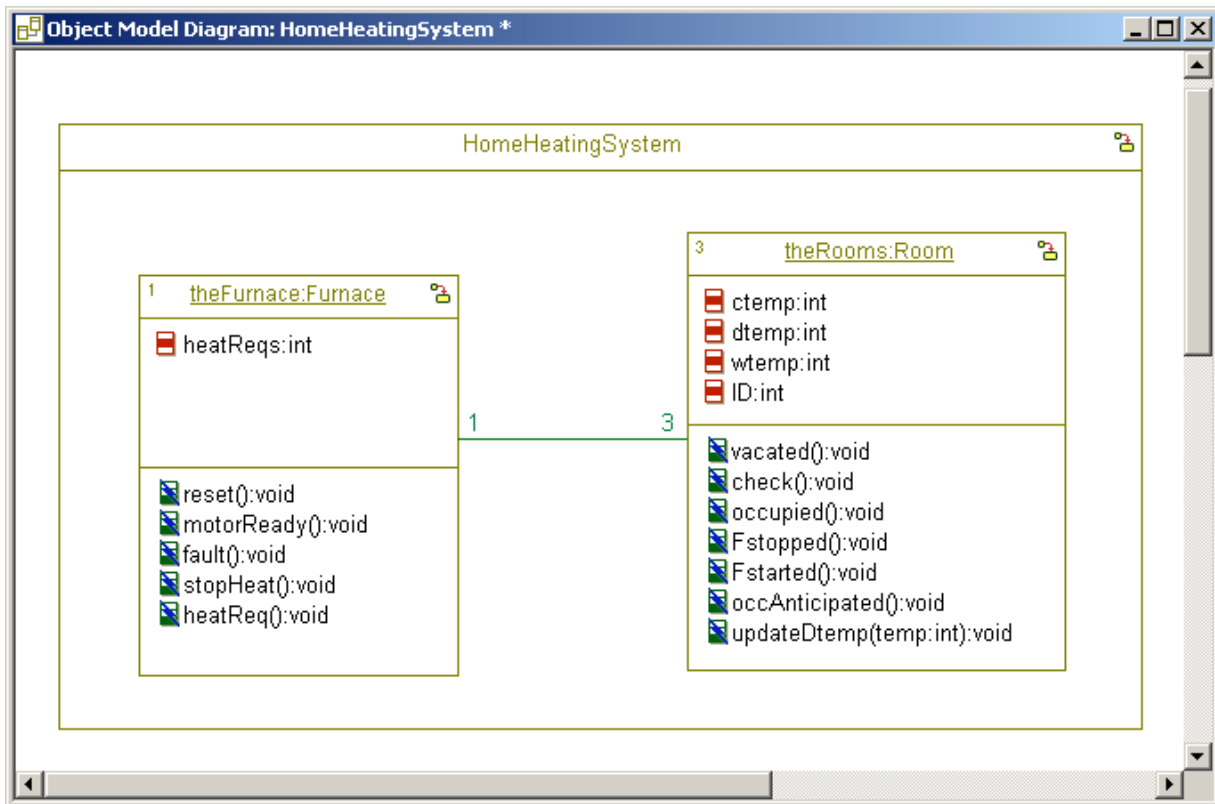 Object Model Diagram: HomeHeatingSystem *
HomeHeatingSystem
1 theFurnace:Furnace
heatReqs:int
reset():void
motorReady():void
fault():void
stopHeat():void
heatReq():void
1
3
3 theRooms:Room
ctemp:int
dtemp:int
wtemp:int
ID:int
vacated():void
check():void
occupied():void
Fstopped():void
Fstarted():void
occAnticipated():void
updateDtemp(temp:int):void